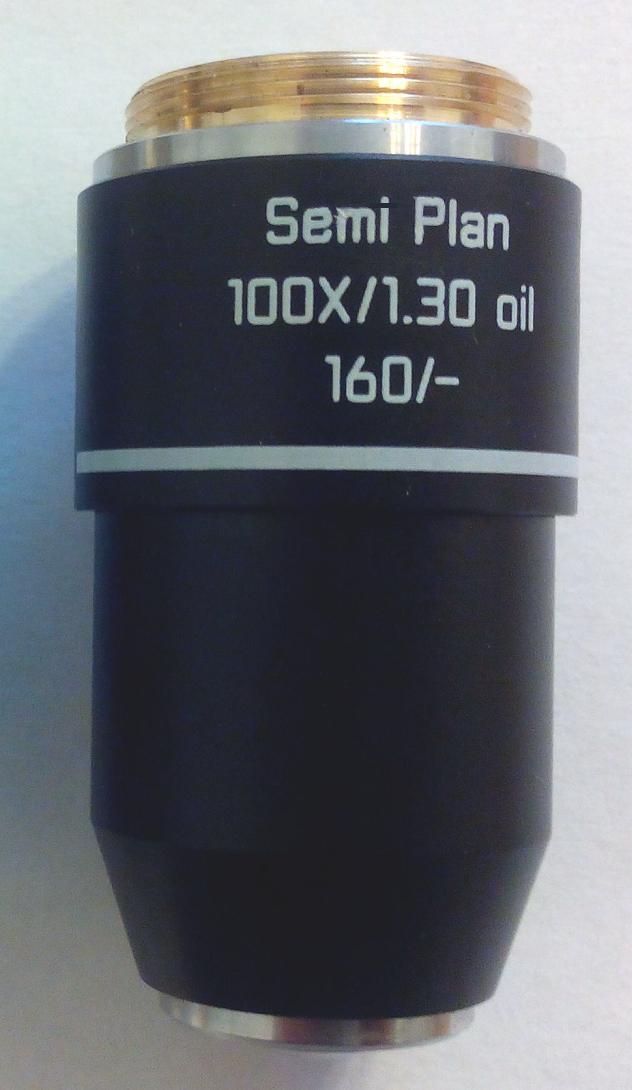 Semi Plan
100X/1.30 oil
160/-